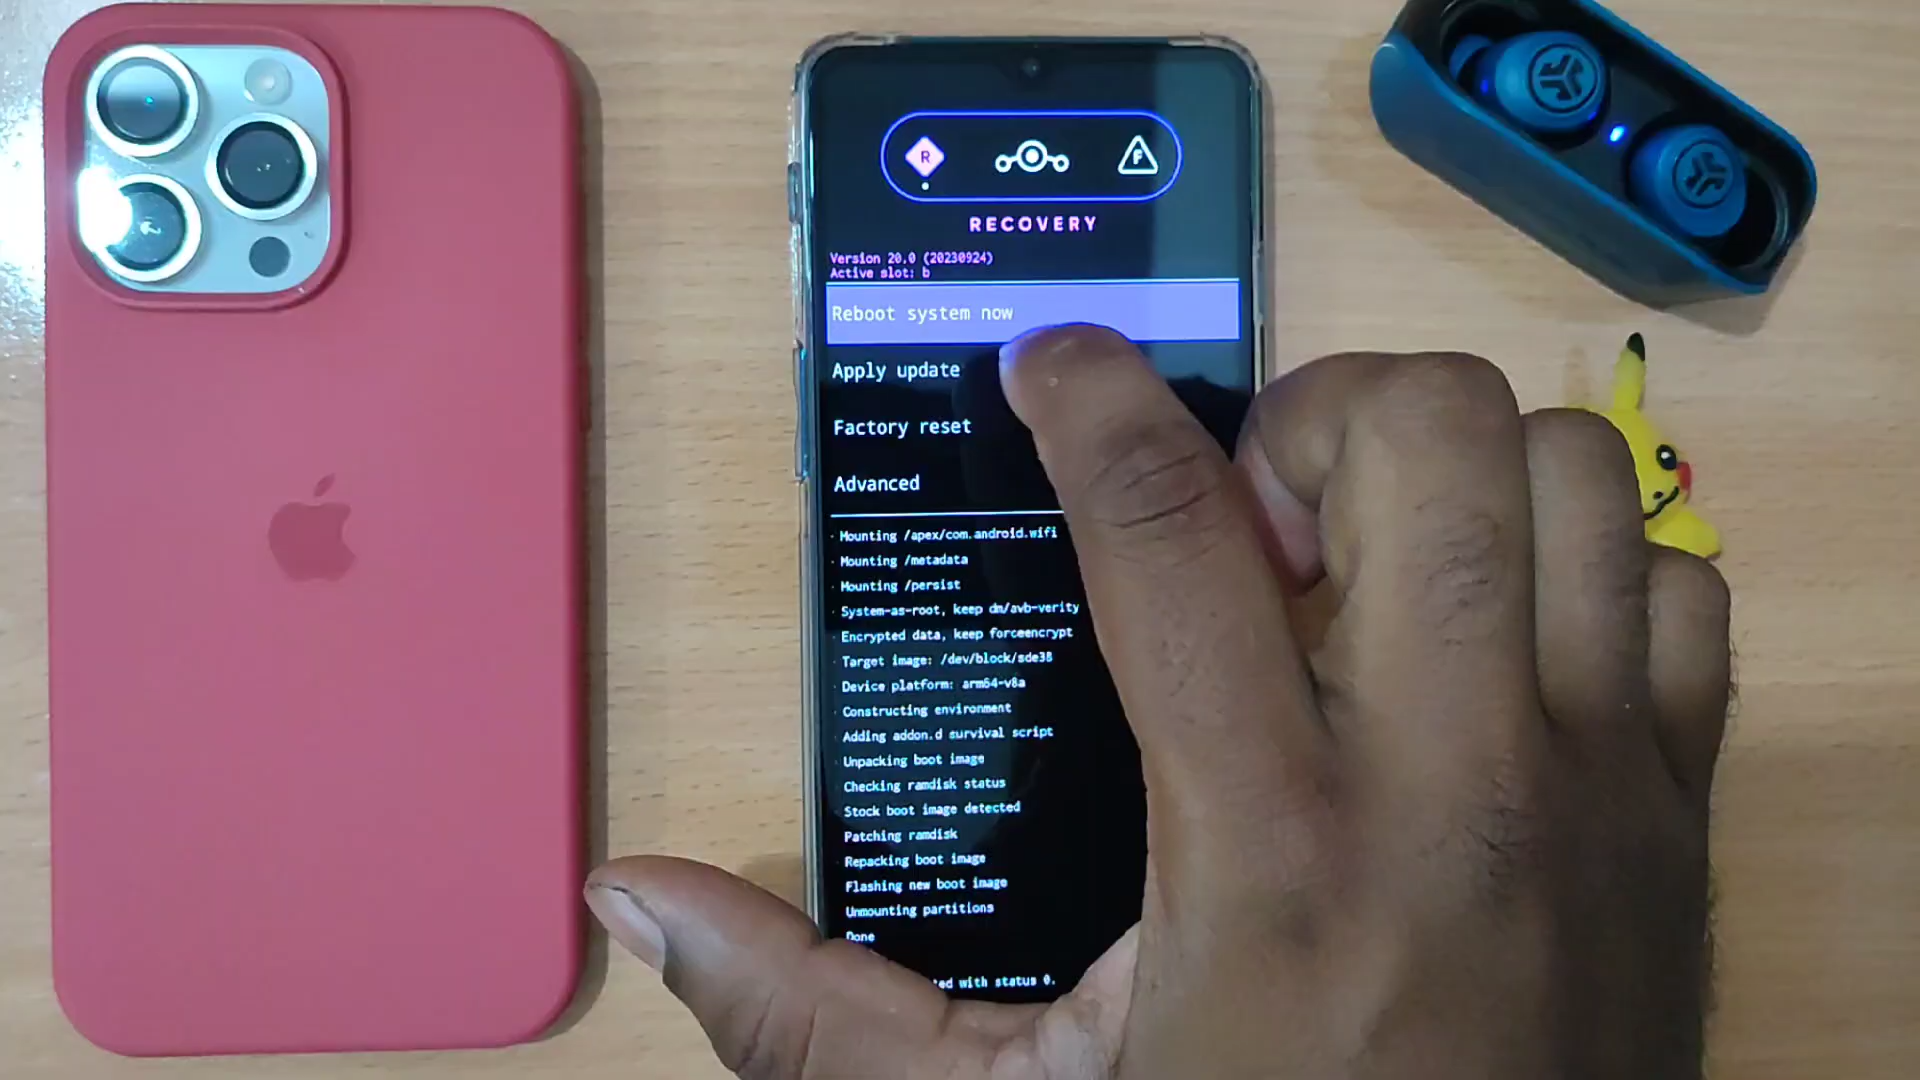 R
F
RECOVERY
Version 20.0 (20230924)
Active slot: b
Reboot system now
Apply update
Factory reset
Advanced
- Mounting /apex/com.android.wifi
- Mounting /metadata
- Mounting /persist
- System-as-root, keep dm/avb-verity
- Encrypted data, keep forceencrypt
- Target image: /dev/block/sde38
- Device platform: arm64-v8a
- Constructing environment
- Adding addon.d survival script
- Unpacking boot image
- Checking ramdisk status
- Stock boot image detected
- Patching ramdisk
- Repacking boot image
- Flashing new boot image
- Unmounting partitions
- Done
with status 0.